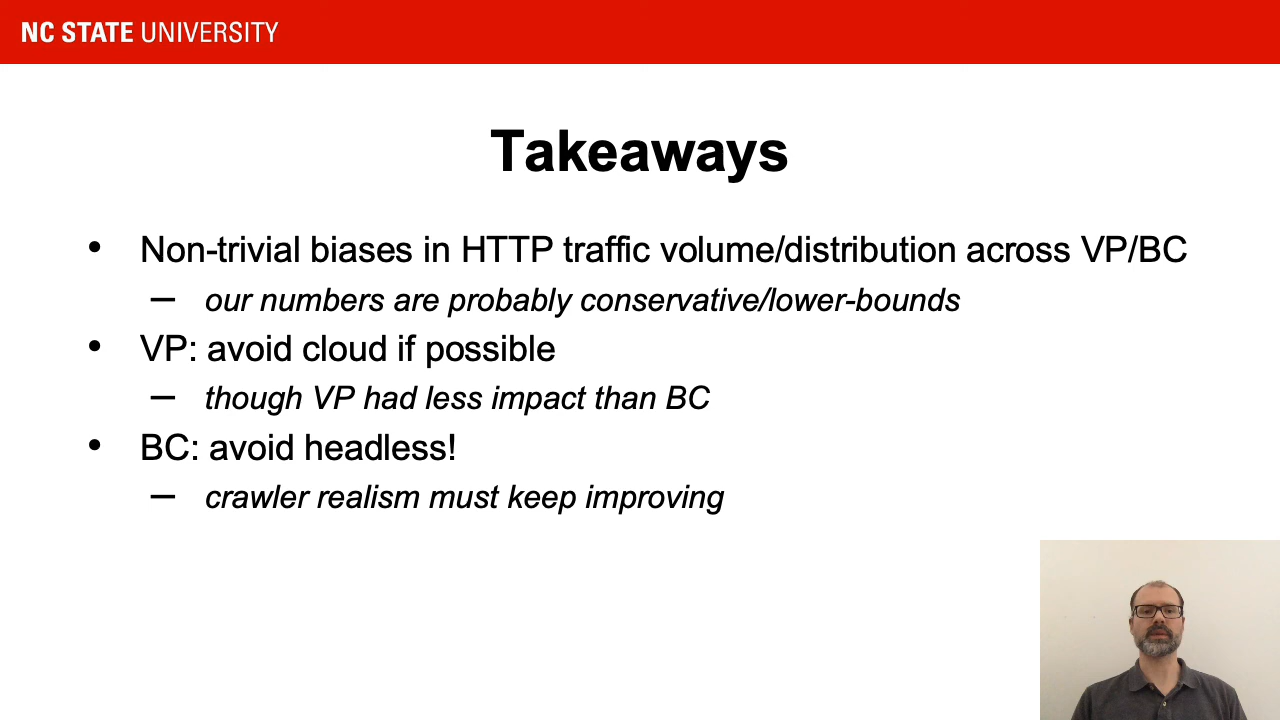 NC STATE UNIVERSITY
Takeaways
• Non-trivial biases in HTTP traffic volume/distribution across VP/BC
– our numbers are probably conservative/lower-bounds
• VP: avoid cloud if possible
– though VP had less impact than BC
• BC: avoid headless!
– crawler realism must keep improving